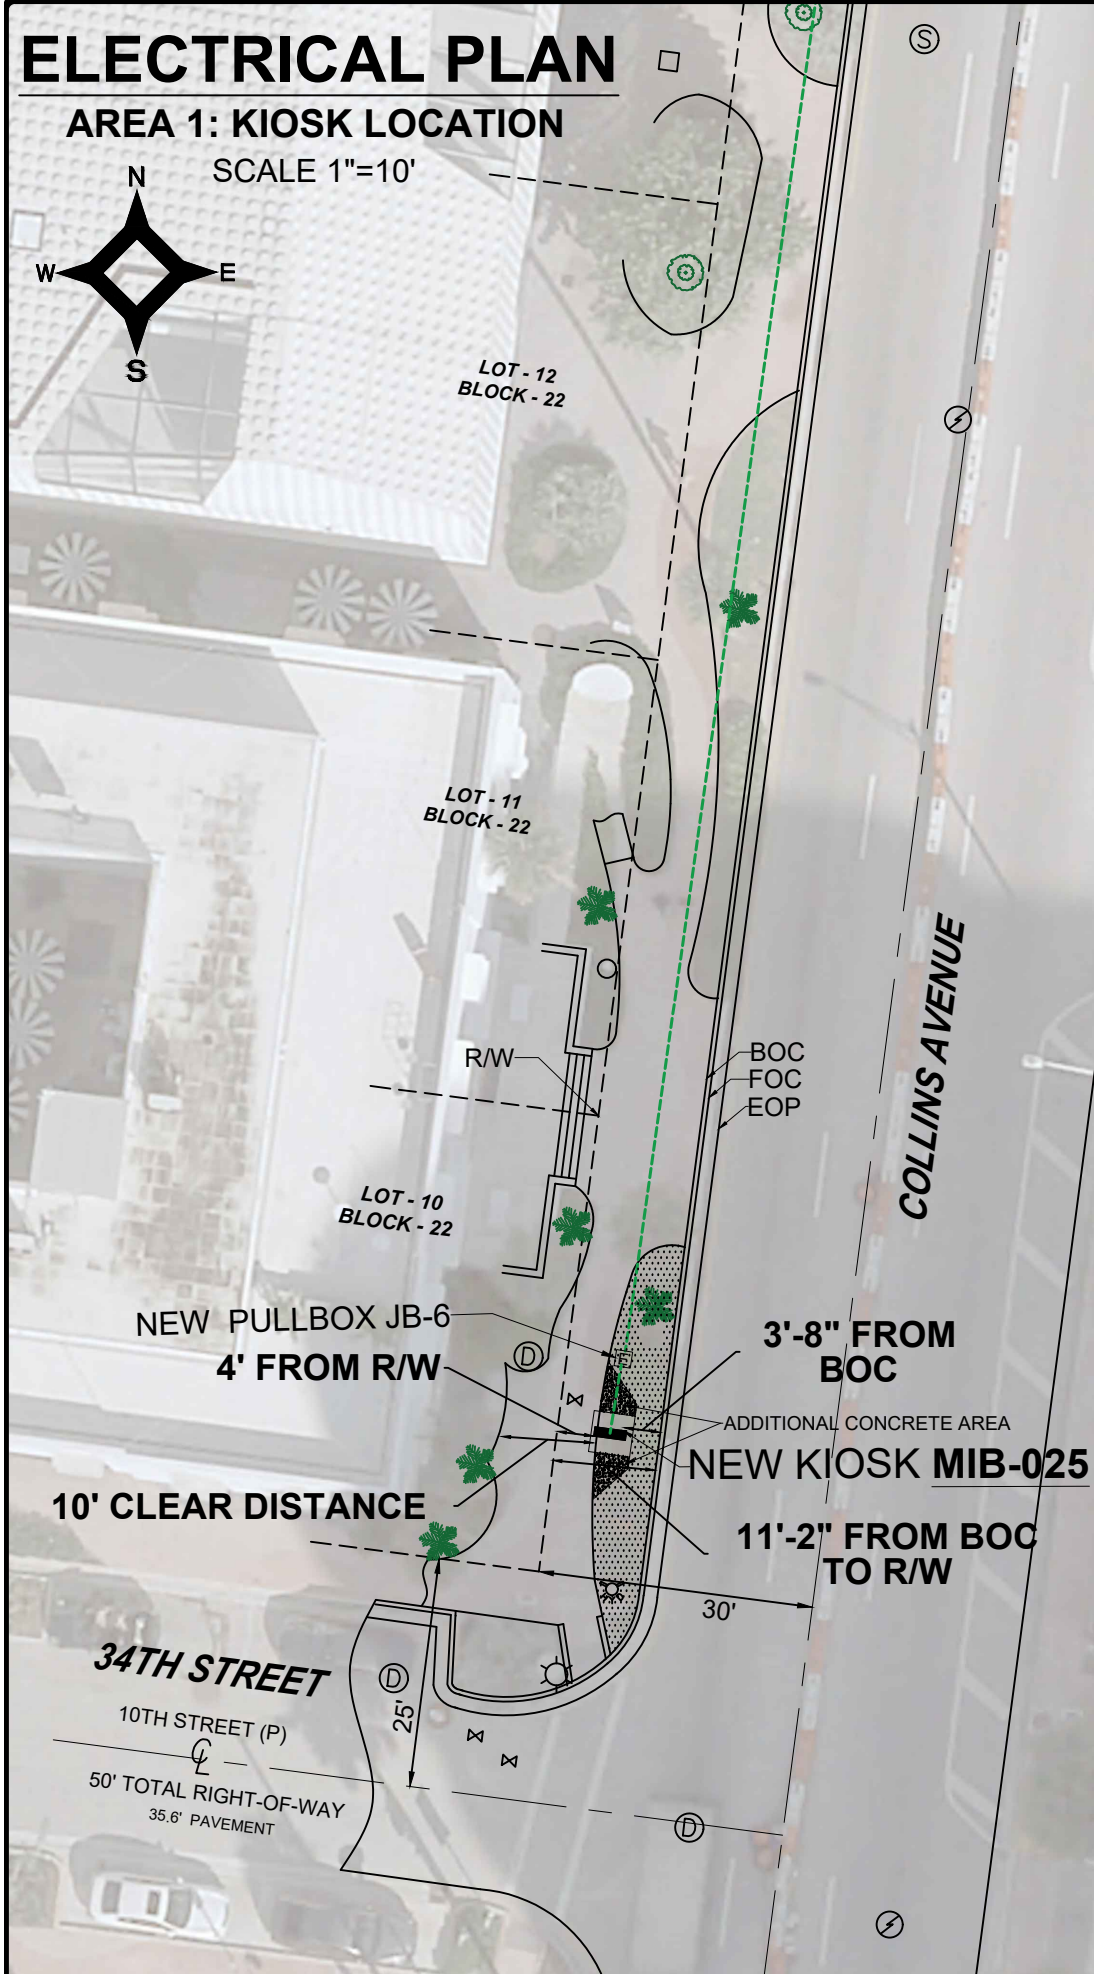 ELECTRICAL PLAN
AREA 1: KIOSK LOCATION
SCALE 1"=10'
N
W
E
S
S
LOT - 12
BLOCK - 22
LOT - 11
BLOCK - 22
COLLINS AVENUE
R/W
BOC
FOC
EOP
LOT - 10
BLOCK - 22
NEW PULLBOX JB-6
4' FROM R/W
D
3'-8" FROM
BOC
ADDITIONAL CONCRETE AREA
NEW KIOSK MIB-025
10' CLEAR DISTANCE
11'-2" FROM BOC
TO R/W
30'
34TH STREET
D
25'
10TH STREET (P)
CL
50' TOTAL RIGHT-OF-WAY
35.6' PAVEMENT
D